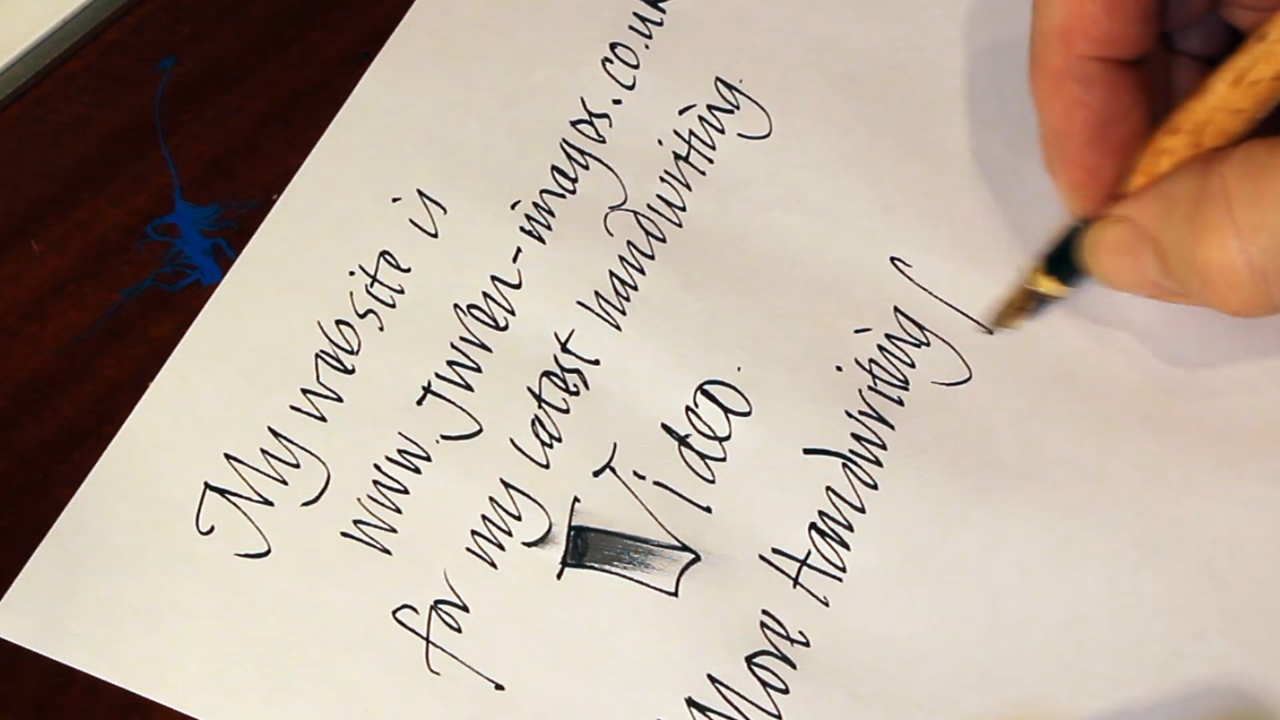 My website is
www.Jwren-images.co.uk
for my latest handwriting
Video.
More Handwriting